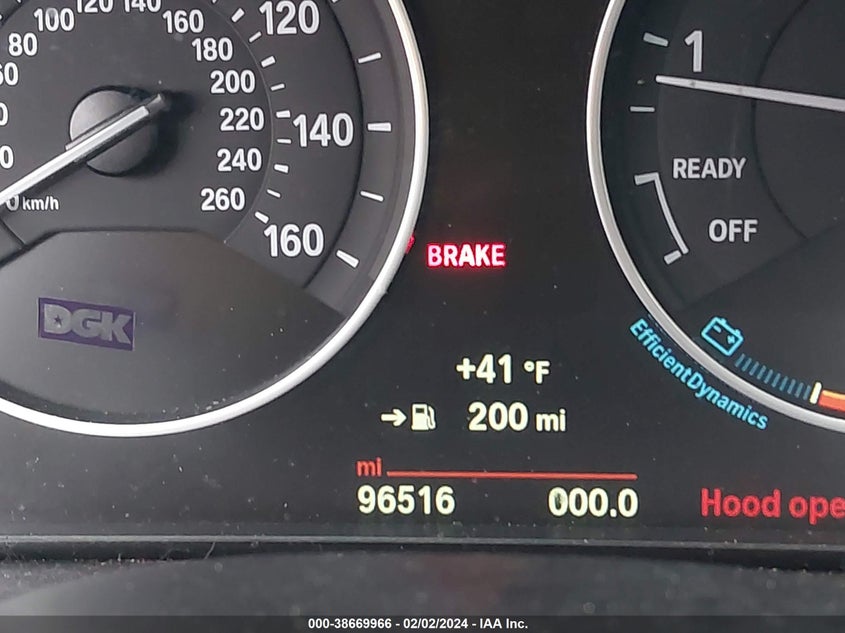 80
100
120
140
160
180
200
220
240
260
km/h
120
140
160
DGK
BRAKE
1
READY
OFF
EfficientDynamics
+41 °F
200 mi
mi
96516 000.0
Hood ope
000-38669966 - 02/02/2024 - IAA Inc.